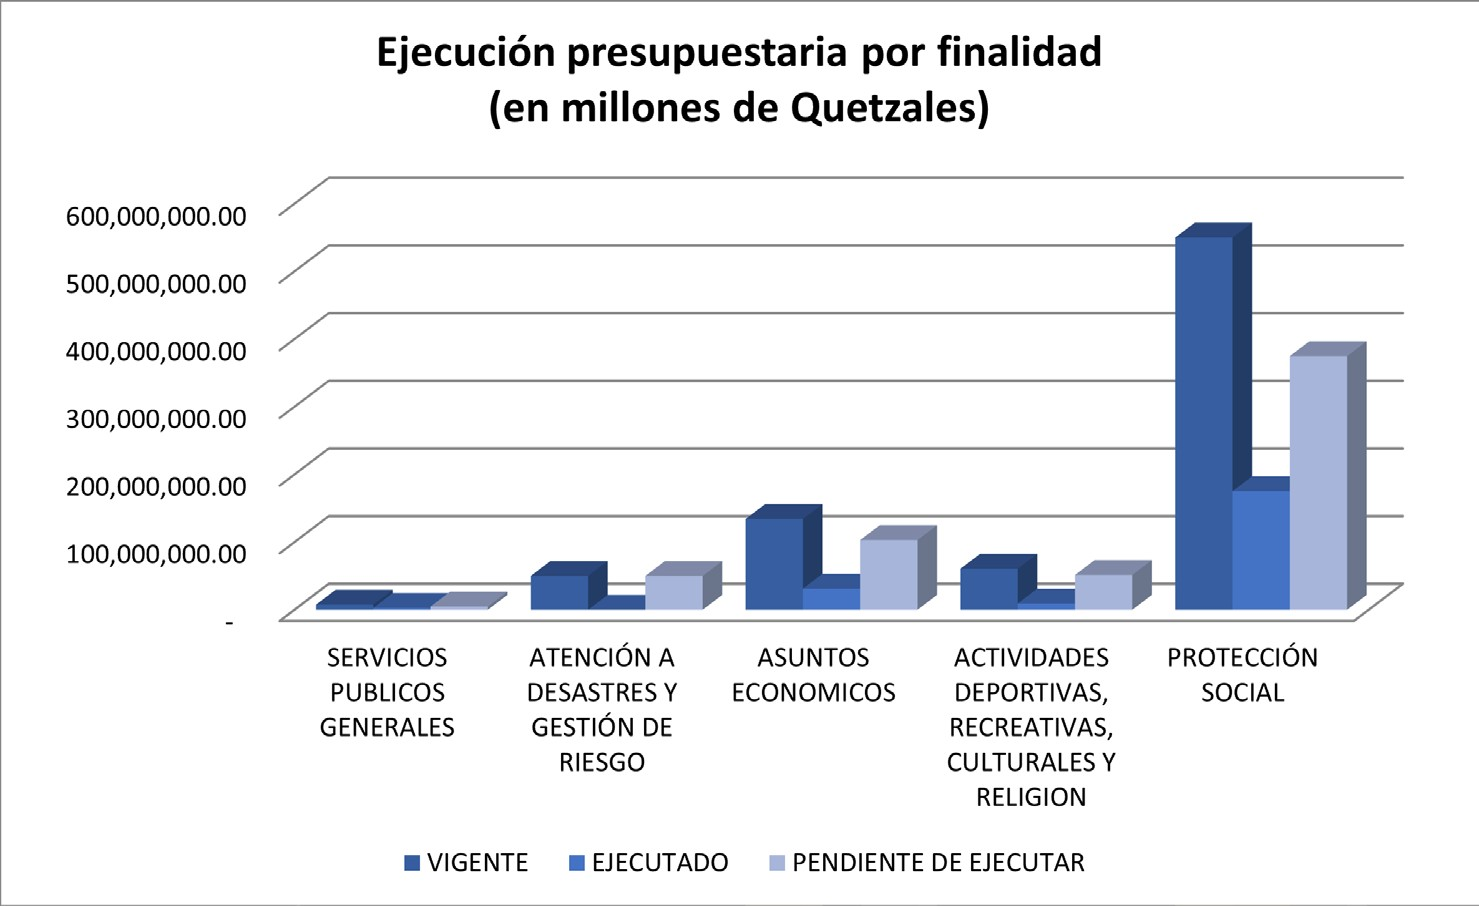 Ejecución presupuestaria por finalidad
(en millones de Quetzales)
600,000,000.00
500,000,000.00
400,000,000.00
300,000,000.00
200,000,000.00
100,000,000.00
-
SERVICIOS
PUBLICOS
GENERALES
ATENCIÓN A
DESASTRES Y
GESTIÓN DE
RIESGO
ASUNTOS
ECONOMICOS
ACTIVIDADES
DEPORTIVAS,
RECREATIVAS,
CULTURALES Y
RELIGION
PROTECCIÓN
SOCIAL
VIGENTE EJECUTADO PENDIENTE DE EJECUTAR